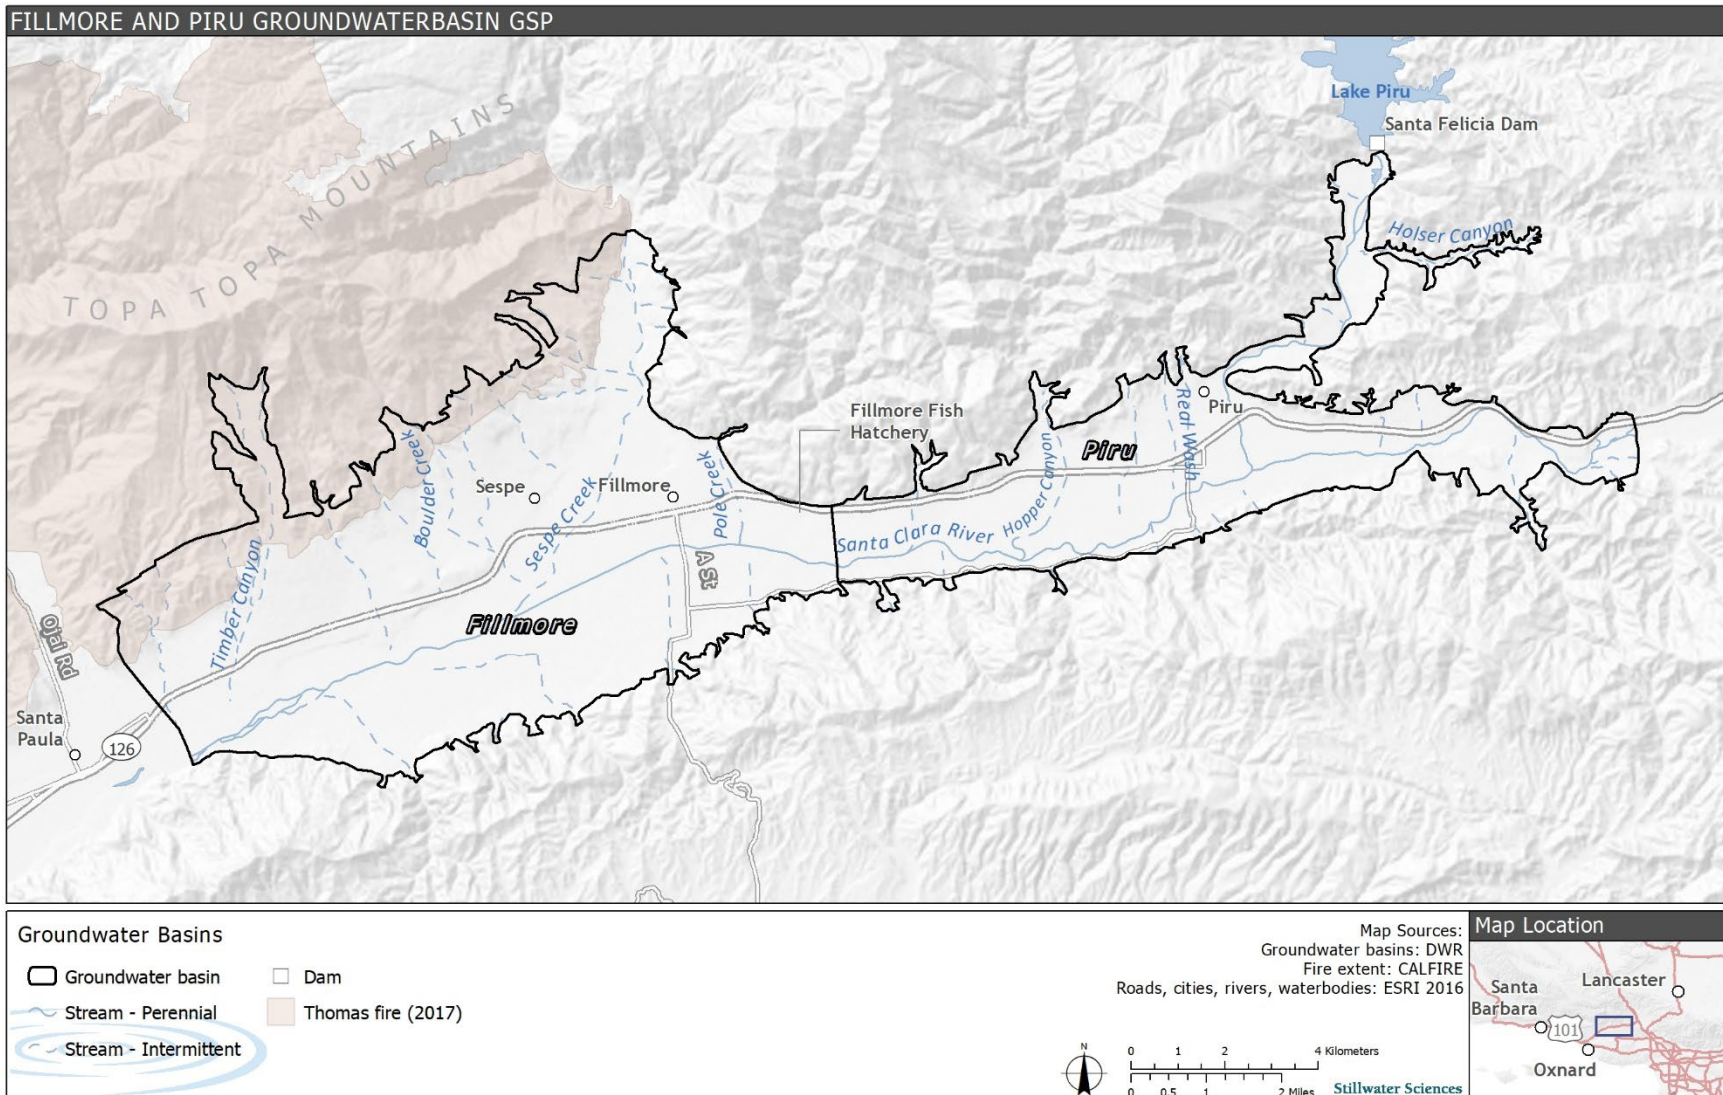 FILLMORE AND PIRU GROUNDWATERBASIN GSP
Lake Piru
Santa Felicia Dam
TOPA TOPA MOUNTAINS
Holser Canyon
Fillmore Fish
Hatchery
Piru
Piru
Real Wash
Hopper Canyon
Santa Clara River
Pole Creek
Fillmore
Sespe
Sespe Creek
Boulder Creek
Timber Canyon
A St
Fillmore
Ojai Rd
Santa
Paula
126
Groundwater Basins
Groundwater basin
Dam
Stream - Perennial
Thomas fire (2017)
Stream - Intermittent
Map Sources:
Groundwater basins: DWR
Fire extent: CALFIRE
Roads, cities, rivers, waterbodies: ESRI 2016
N
0 1 2 4 Kilometers
0 0.5 1 2 Miles
Stillwater Sciences
Map Location
Lancaster
Santa
Barbara
101
Oxnard